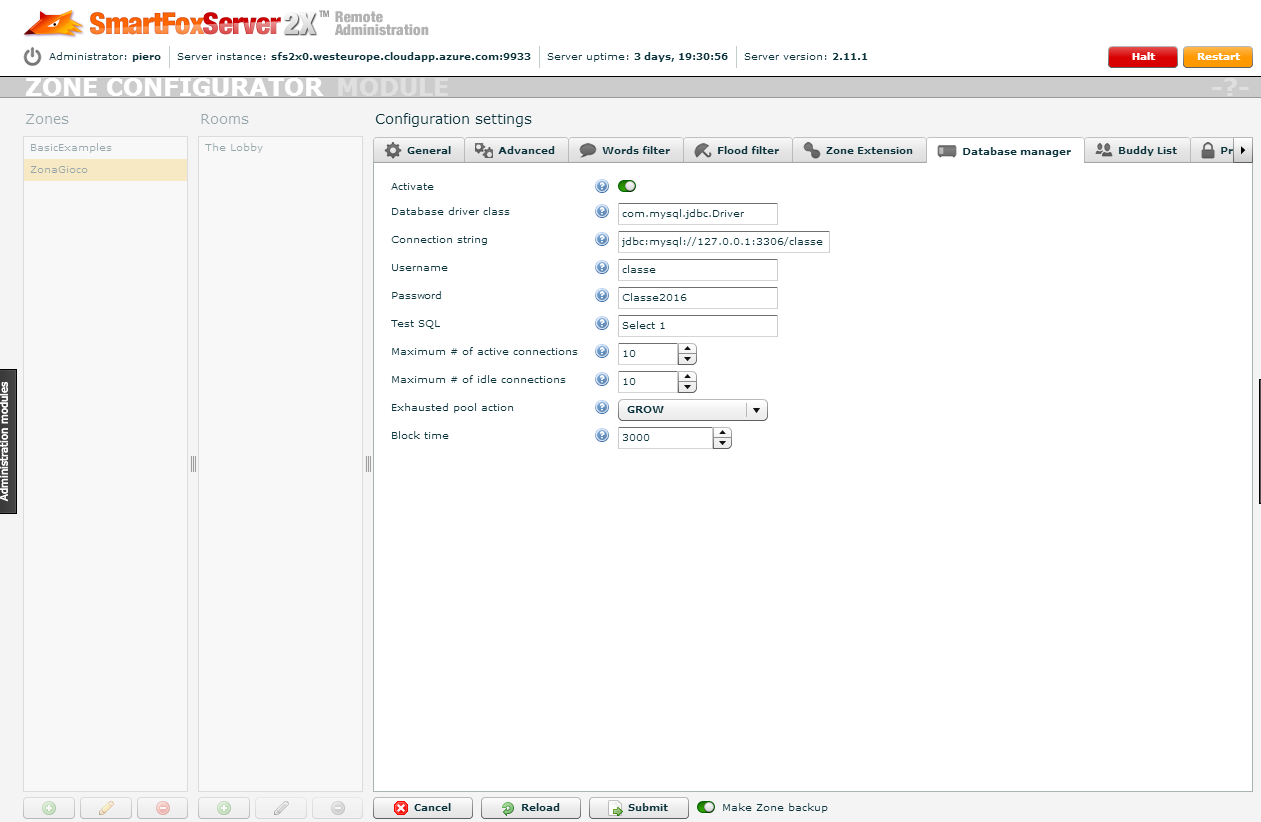 SmartFoxServer 2X™ Remote Administration
Administrator: piero Server instance: sfs2x0.westeurope.cloudapp.azure.com:9933 Server uptime: 3 days, 19:30:56 Server version: 2.11.1 Halt Restart
ZONE CONFIGURATOR MODULE -?-
Zones Rooms Configuration settings
General Advanced Words filter Flood filter Zone Extension Database manager Buddy List Pr
BasicExamples
ZonaGioco
The Lobby
Activate
Database driver class com.mysql.jdbc.Driver
Connection string jdbc:mysql://127.0.0.1:3306/classe
Username classe
Password Classe2016
Test SQL Select 1
Maximum # of active connections 10
Maximum # of idle connections 10
Exhausted pool action GROW
Block time 3000
Administration modules
Cancel Reload Submit Make Zone backup